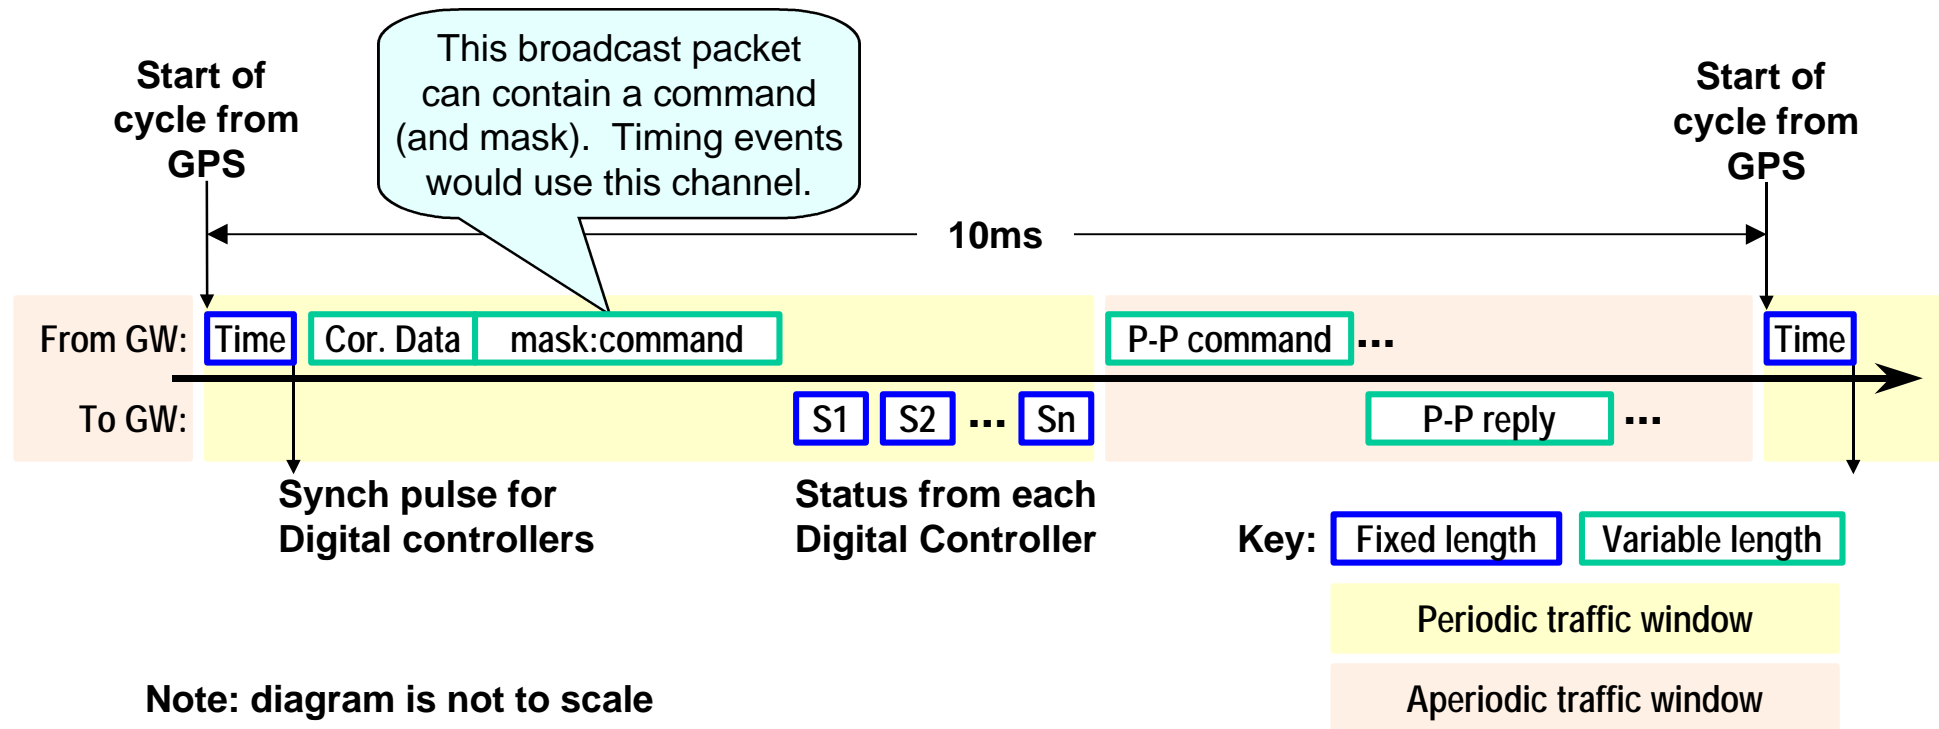 This broadcast packet
can contain a command
(and mask).  Timing events
would use this channel.
Start of
cycle from
GPS
Start of
cycle from
GPS
10ms
From GW: Time Cor. Data mask:command P-P command ... Time
To GW: S1 S2 ... Sn P-P reply ...
Synch pulse for
Digital controllers
Status from each
Digital Controller
Key: Fixed length Variable length
Periodic traffic window
Aperiodic traffic window
Note: diagram is not to scale